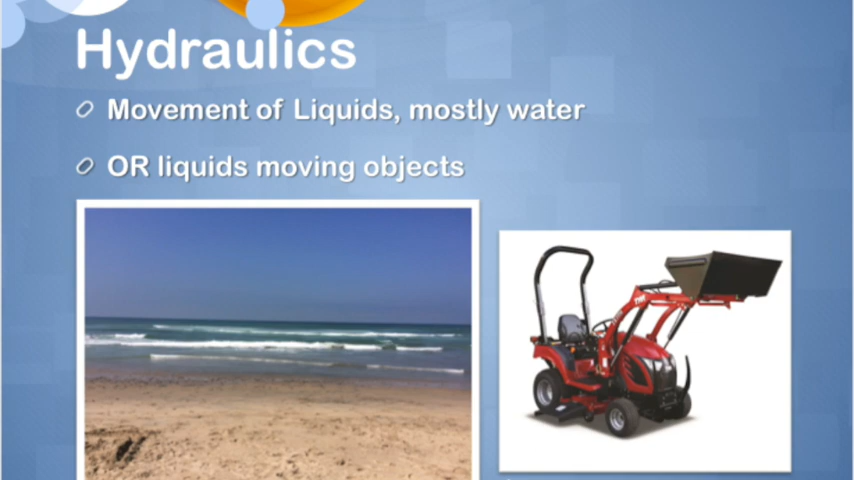 Hydraulics
Movement of Liquids, mostly water
OR liquids moving objects